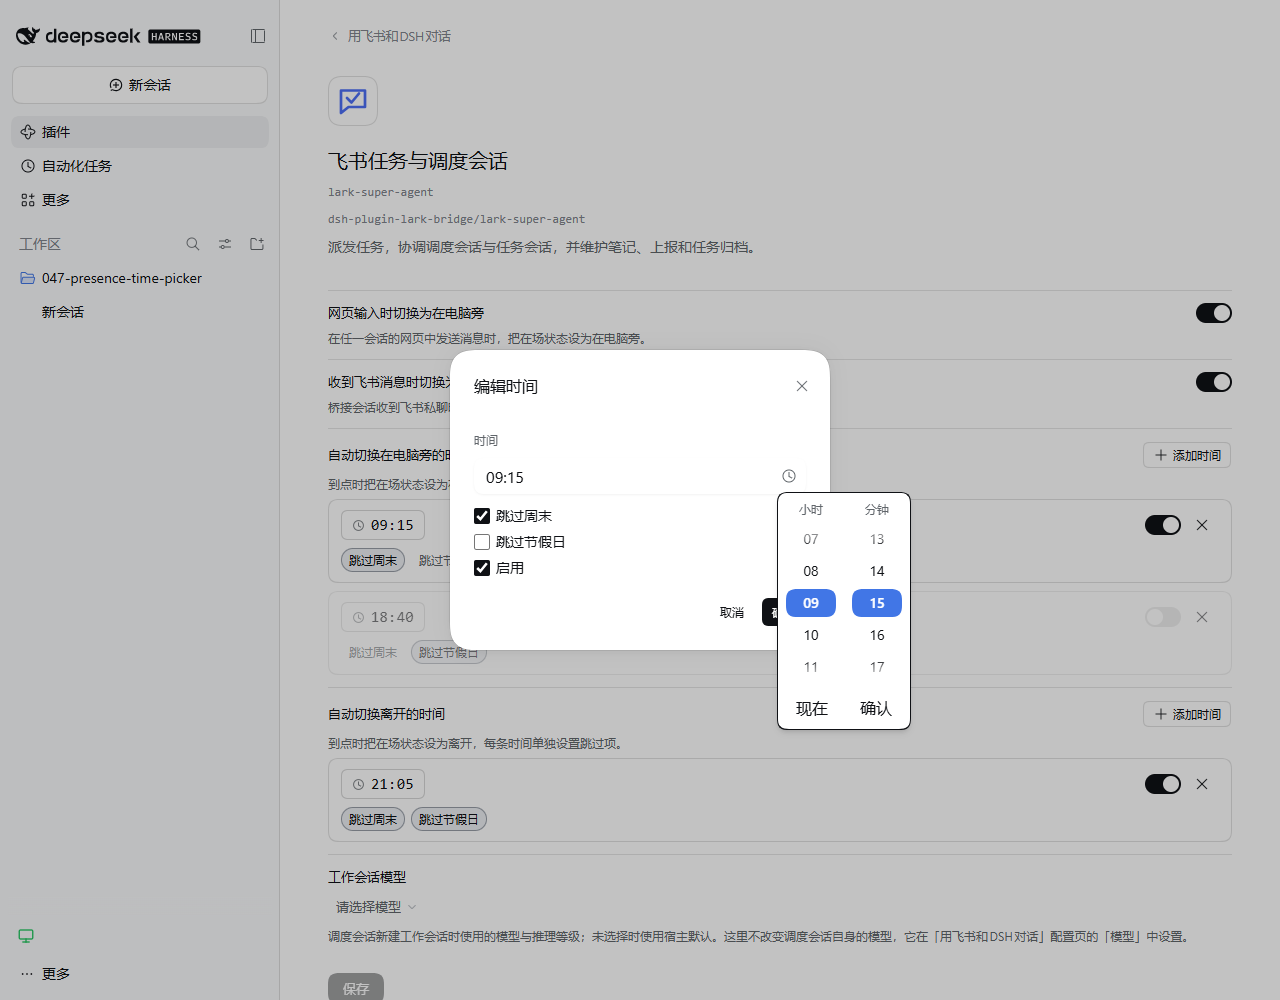 deepseek HARNESS
新会话
插件
自动化任务
更多
工作区
047-presence-time-picker
新会话
更多
用飞书和DSH对话
飞书任务与调度会话
lark-super-agent
dsh-plugin-lark-bridge/lark-super-agent
派发任务，协调调度会话与任务会话，并维护笔记、上报和任务归档。
网页输入时切换为在电脑旁
在任一会话的网页中发送消息时，把在场状态设为在电脑旁。
收到飞书消息时切换为
桥接会话收到飞书私聊
自动切换在电脑旁的时
添加时间
到点时把在场状态设为
09:15
跳过周末
跳过节
18:40
跳过周末
跳过节假日
自动切换离开的时间
添加时间
到点时把在场状态设为离开，每条时间单独设置跳过项。
21:05
跳过周末
跳过节假日
工作会话模型
请选择模型
调度会话新建工作会话时使用的模型与推理等级；未选择时使用宿主默认。这里不改变调度会话自身的模型，它在「用飞书和DSH对话」配置页的「模型」中设置。
保存
编辑时间
时间
09:15
跳过周末
跳过节假日
启用
取消
小时 分钟
07 13
08 14
09 15
10 16
11 17
现在 确认